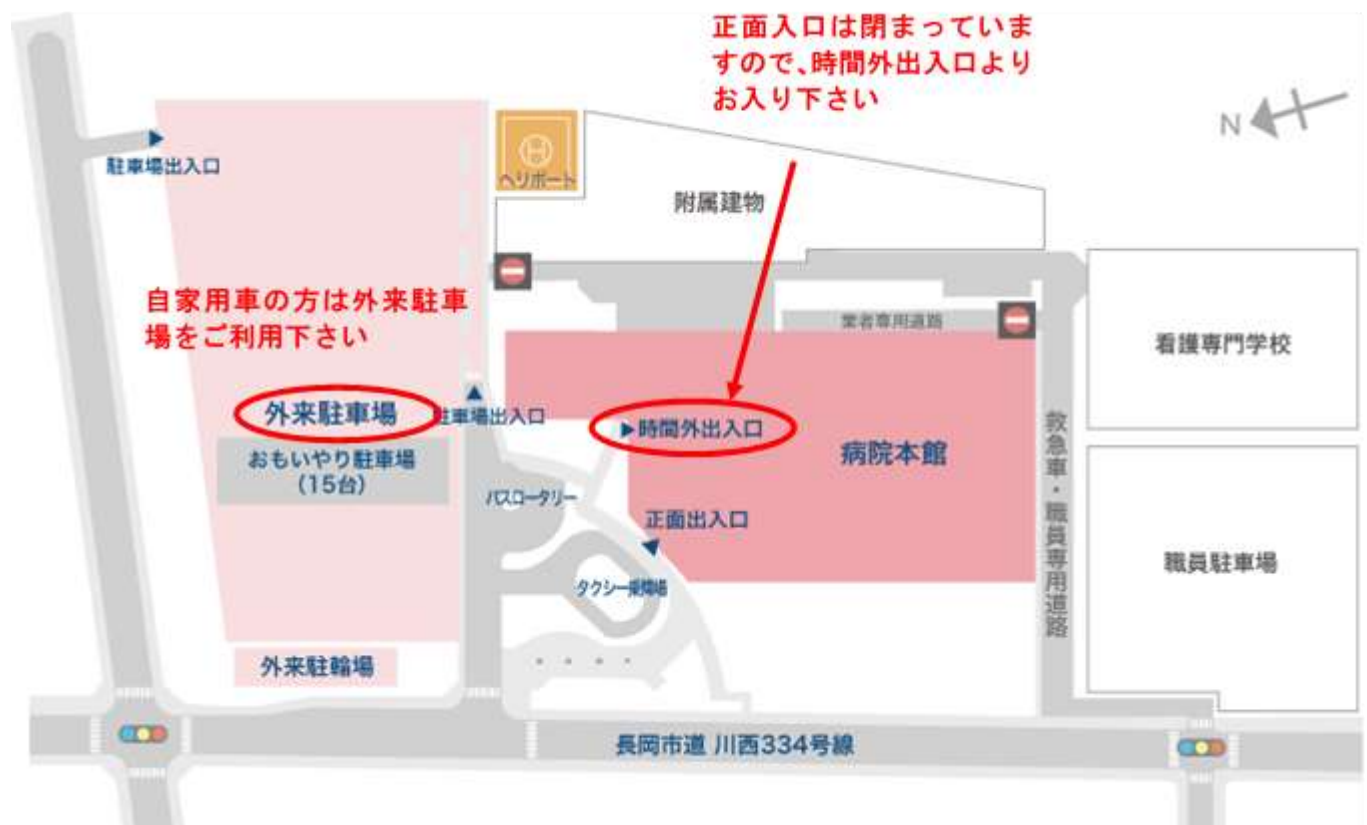 正面入口は閉まっていま
すので、時間外出入口より
お入り下さい
N
駐車場出入口
ヘリポート
附属建物
自家用車の方は外来駐車
場をご利用下さい
業者専用道路
看護専門学校
外来駐車場
駐車場出入口
時間外出入口
病院本館
おもいやり駐車場
(15台)
バスロータリー
正面出入口
救急車・職員専用道路
職員駐車場
タクシー乗降場
外来駐輪場
長岡市道 川西334号線